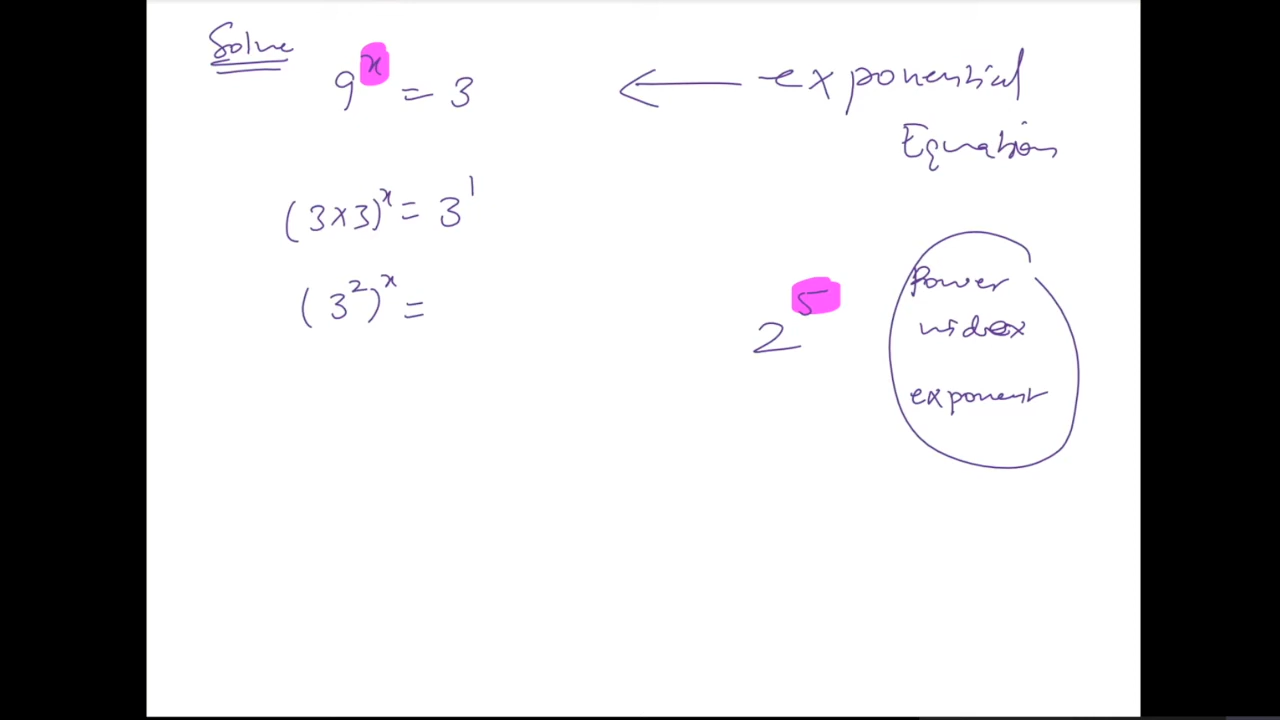 Solve
9^x = 3 ← exponential
Equation
(3×3)^x = 3^1
(3^2)^x =
2^5
Power
index
exponent